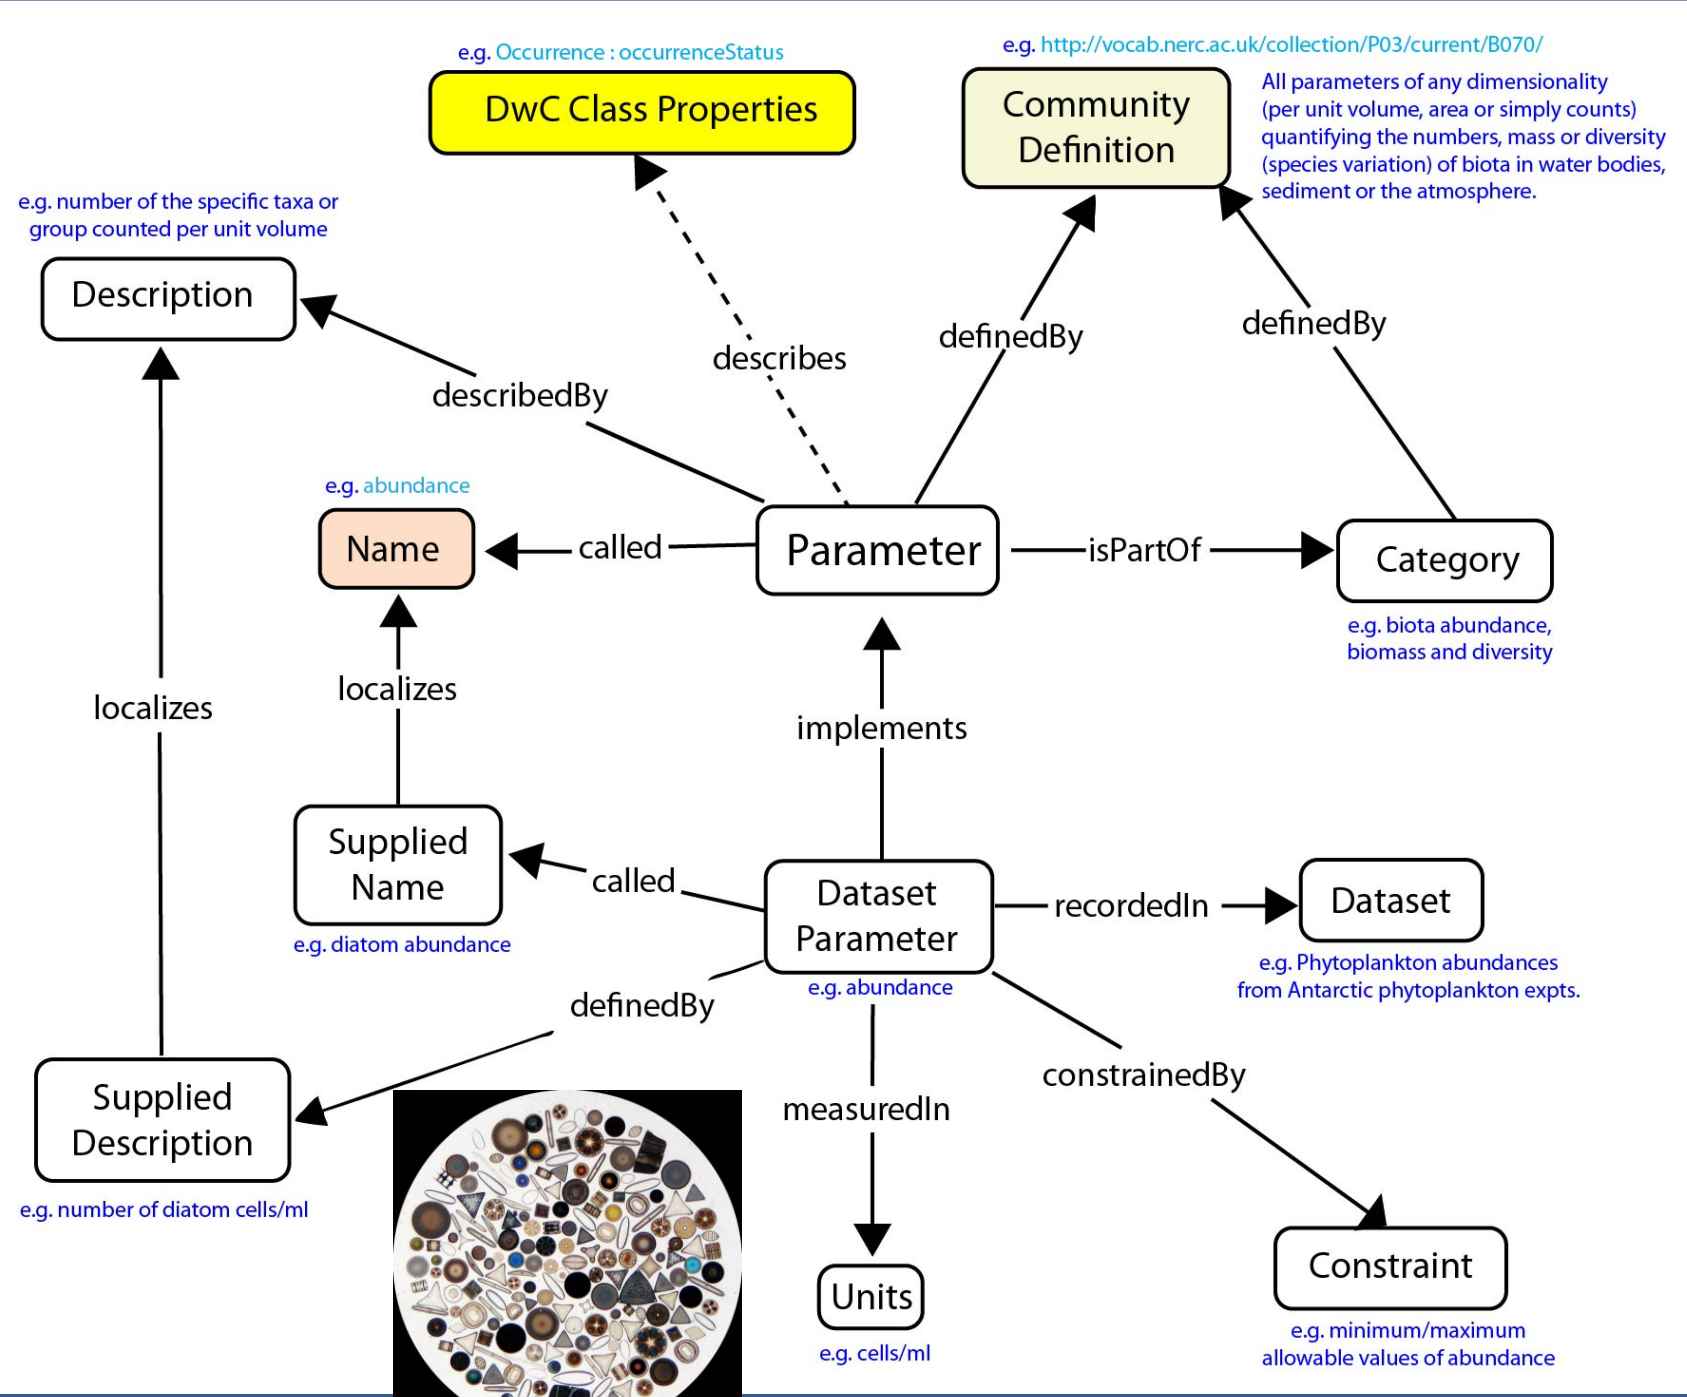 e.g. Occurrence : occurrenceStatus
DwC Class Properties
e.g. http://vocab.nerc.ac.uk/collection/P03/current/B070/
Community
Definition
All parameters of any dimensionality
(per unit volume, area or simply counts)
quantifying the numbers, mass or diversity
(species variation) of biota in water bodies,
sediment or the atmosphere.
e.g. number of the specific taxa or
group counted per unit volume
Description
describedBy
describes
definedBy
definedBy
e.g. abundance
Name
called
Parameter
isPartOf
Category
e.g. biota abundance,
biomass and diversity
localizes
localizes
implements
Supplied
Name
e.g. diatom abundance
called
Dataset
Parameter
e.g. abundance
recordedIn
Dataset
e.g. Phytoplankton abundances
from Antarctic phytoplankton expts.
definedBy
Supplied
Description
e.g. number of diatom cells/ml
measuredIn
constrainedBy
Units
e.g. cells/ml
Constraint
e.g. minimum/maximum
allowable values of abundance